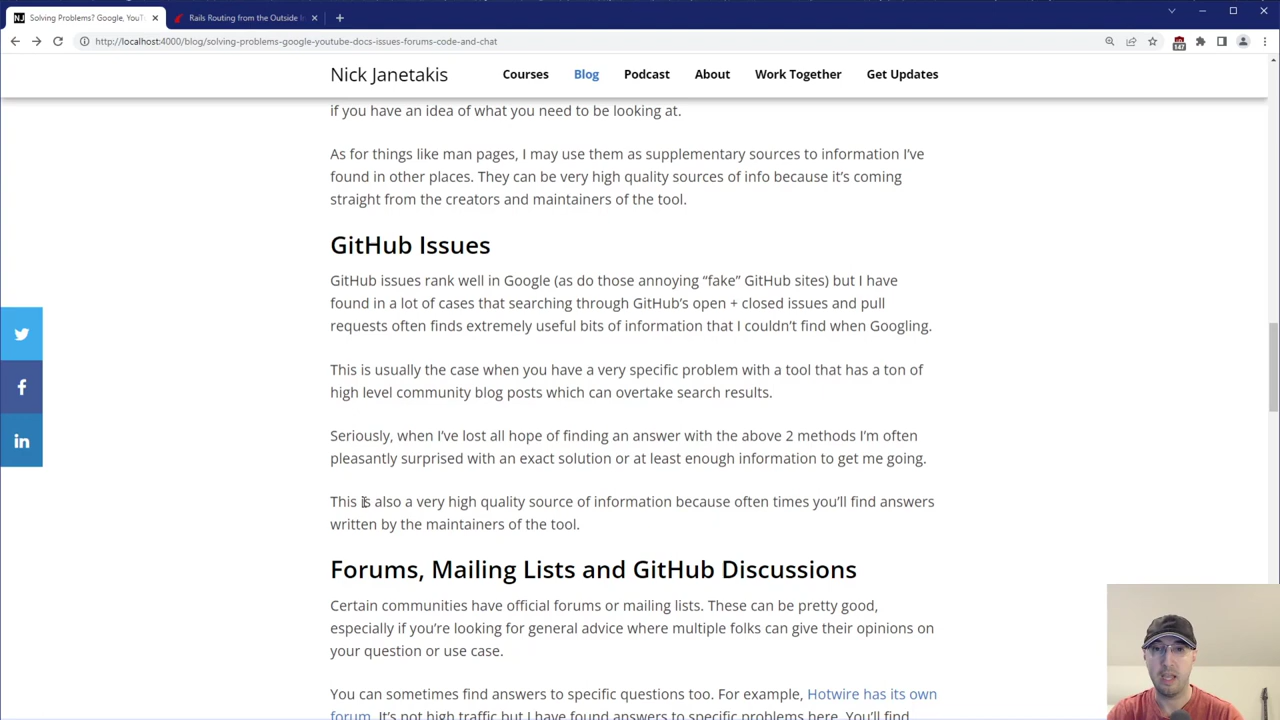 Solving Problems? Google, YouT
Rails Routing from the Outside I
http://localhost:4000/blog/solving-problems-google-youtube-docs-issues-forums-code-and-chat
147
Nick Janetakis
Courses
Blog
Podcast
About
Work Together
Get Updates
if you have an idea of what you need to be looking at.
As for things like man pages, I may use them as supplementary sources to information I’ve
found in other places. They can be very high quality sources of info because it’s coming
straight from the creators and maintainers of the tool.
GitHub Issues
GitHub issues rank well in Google (as do those annoying “fake” GitHub sites) but I have
found in a lot of cases that searching through GitHub’s open + closed issues and pull
requests often finds extremely useful bits of information that I couldn’t find when Googling.
This is usually the case when you have a very specific problem with a tool that has a ton of
high level community blog posts which can overtake search results.
Seriously, when I’ve lost all hope of finding an answer with the above 2 methods I’m often
pleasantly surprised with an exact solution or at least enough information to get me going.
This is also a very high quality source of information because often times you’ll find answers
written by the maintainers of the tool.
Forums, Mailing Lists and GitHub Discussions
Certain communities have official forums or mailing lists. These can be pretty good,
especially if you’re looking for general advice where multiple folks can give their opinions on
your question or use case.
You can sometimes find answers to specific questions too. For example, Hotwire has its own
forum. It’s not high traffic but I have found answers to specific problems here. You’ll find